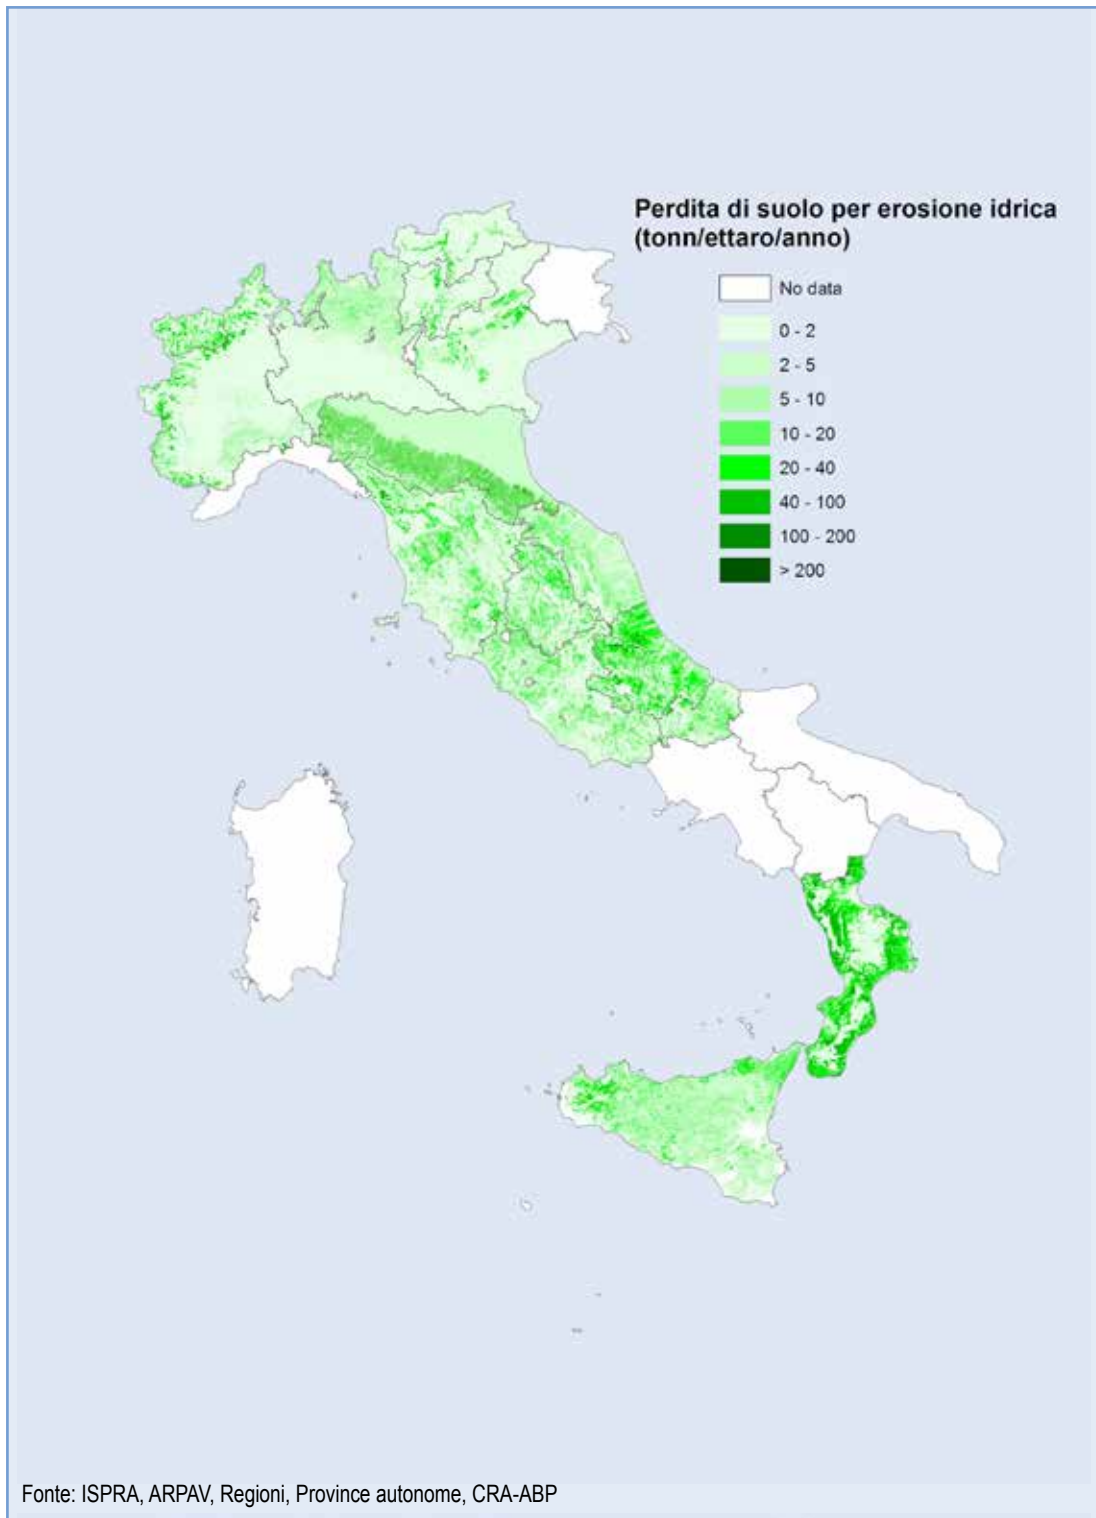 Perdita di suolo per erosione idrica
(tonn/ettaro/anno)
No data
0 - 2
2 - 5
5 - 10
10 - 20
20 - 40
40 - 100
100 - 200
> 200
Fonte: ISPRA, ARPAV, Regioni, Province autonome, CRA-ABP